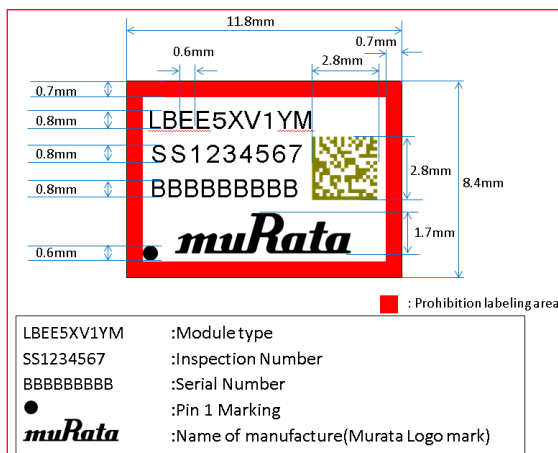 11.8mm
0.7mm
0.6mm
2.8mm
0.7mm
0.8mm
LBEE5XV1YM
0.8mm
SS1234567
2.8mm
8.4mm
0.8mm
BBBBBBBBB
1.7mm
muRata
0.6mm
: Prohibition labeling area
LBEE5XV1YM :Module type
SS1234567 :Inspection Number
BBBBBBBBB :Serial Number
:Pin 1 Marking
muRata :Name of manufacture(Murata Logo mark)